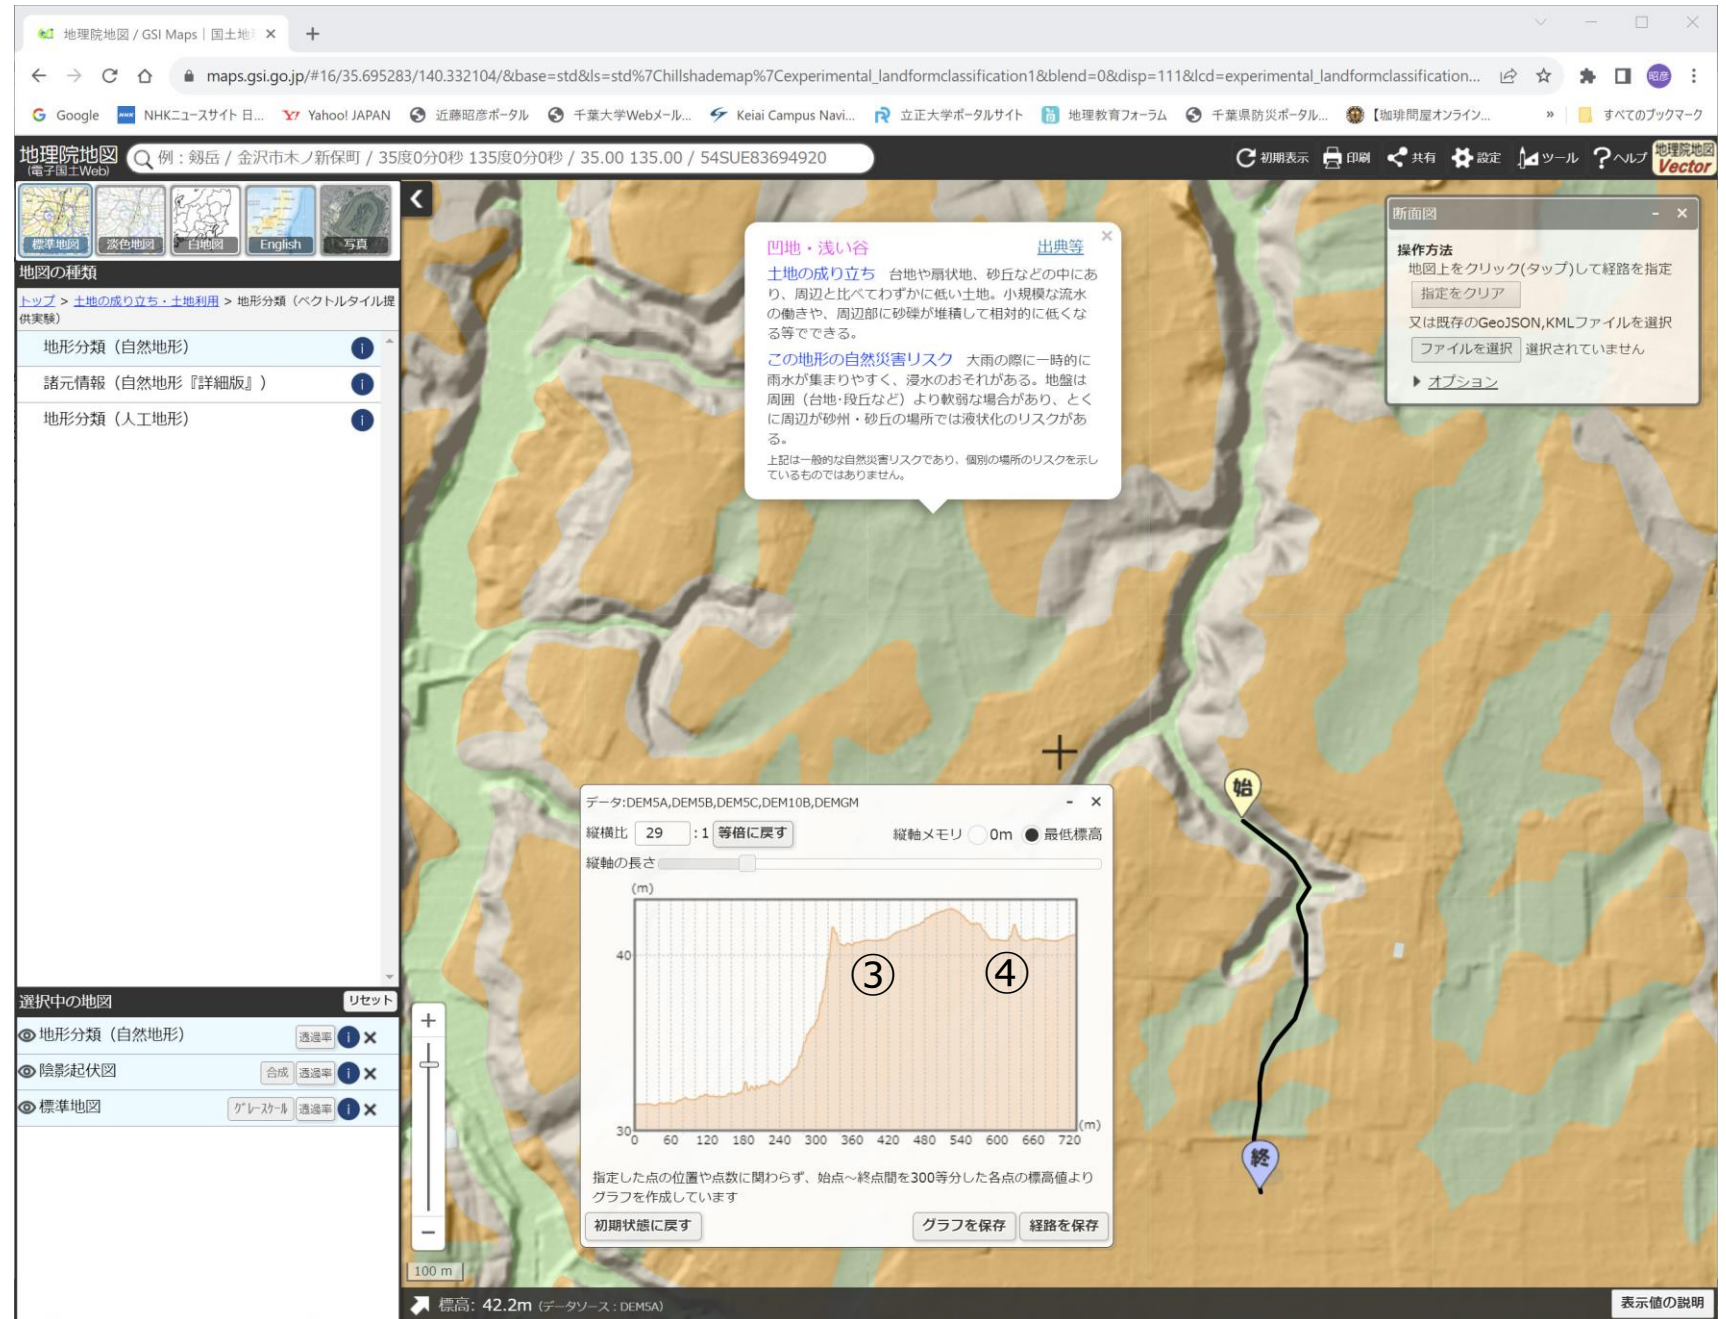 地理院地図 / GSI Maps｜国土地
maps.gsi.go.jp/#16/35.695283/140.332104/&base=std&ls=std%7Chillshademap%7Cexperimental_landformclassification1&blend=0&disp=111&lcd=experimental_landformclassification...
昭彦
Google NHKニュースサイト 日... Yahoo! JAPAN 近藤昭彦ポータル 千葉大学Webメール... Keiai Campus Navi... 立正大学ポータルサイト 地理教育フォーラム 千葉県防災ポータル... 【珈琲問屋オンライン... » すべてのブックマーク
地理院地図
(電子国土Web)
例：剱岳 / 金沢市木ノ新保町 / 35度0分0秒 135度0分0秒 / 35.00 135.00 / 54SUE83694920
初期表示 印刷 共有 設定 ツール ヘルプ
地理院地図
Vector
標準地図 淡色地図 白地図 English 写真
地図の種類
トップ > 土地の成り立ち・土地利用 > 地形分類（ベクトルタイル提
供実験）
地形分類（自然地形）
諸元情報（自然地形『詳細版』）
地形分類（人工地形）
選択中の地図 リセット
地形分類（自然地形） 透過率
陰影起伏図 合成 透過率
標準地図 グレースケール 透過率
凹地・浅い谷 出典等
土地の成り立ち 台地や扇状地、砂丘などの中にあ
り、周辺と比べてわずかに低い土地。小規模な流水
の働きや、周辺部に砂礫が堆積して相対的に低くな
る等でできる。
この地形の自然災害リスク 大雨の際に一時的に
雨水が集まりやすく、浸水のおそれがある。地盤は
周囲（台地・段丘など）より軟弱な場合があり、とく
に周辺が砂州・砂丘の場所では液状化のリスクがあ
る。
上記は一般的な自然災害リスクであり、個別の場所のリスクを示し
ているものではありません。
断面図 - ×
操作方法
地図上をクリック(タップ)して経路を指定
指定をクリア
又は既存のGeoJSON,KMLファイルを選択
ファイルを選択 選択されていません
オプション
始
終
データ:DEM5A,DEM5B,DEM5C,DEM10B,DEMGM - ×
縦横比 29 : 1 等倍に戻す 縦軸メモリ 0m 最低標高
縦軸の長さ
(m)
40
③ ④
30
0 60 120 180 240 300 360 420 480 540 600 660 720 (m)
指定した点の位置や点数に関わらず、始点～終点間を300等分した各点の標高値より
グラフを作成しています
初期状態に戻す グラフを保存 経路を保存
+
−
100 m
標高: 42.2m (データソース：DEM5A)
表示値の説明